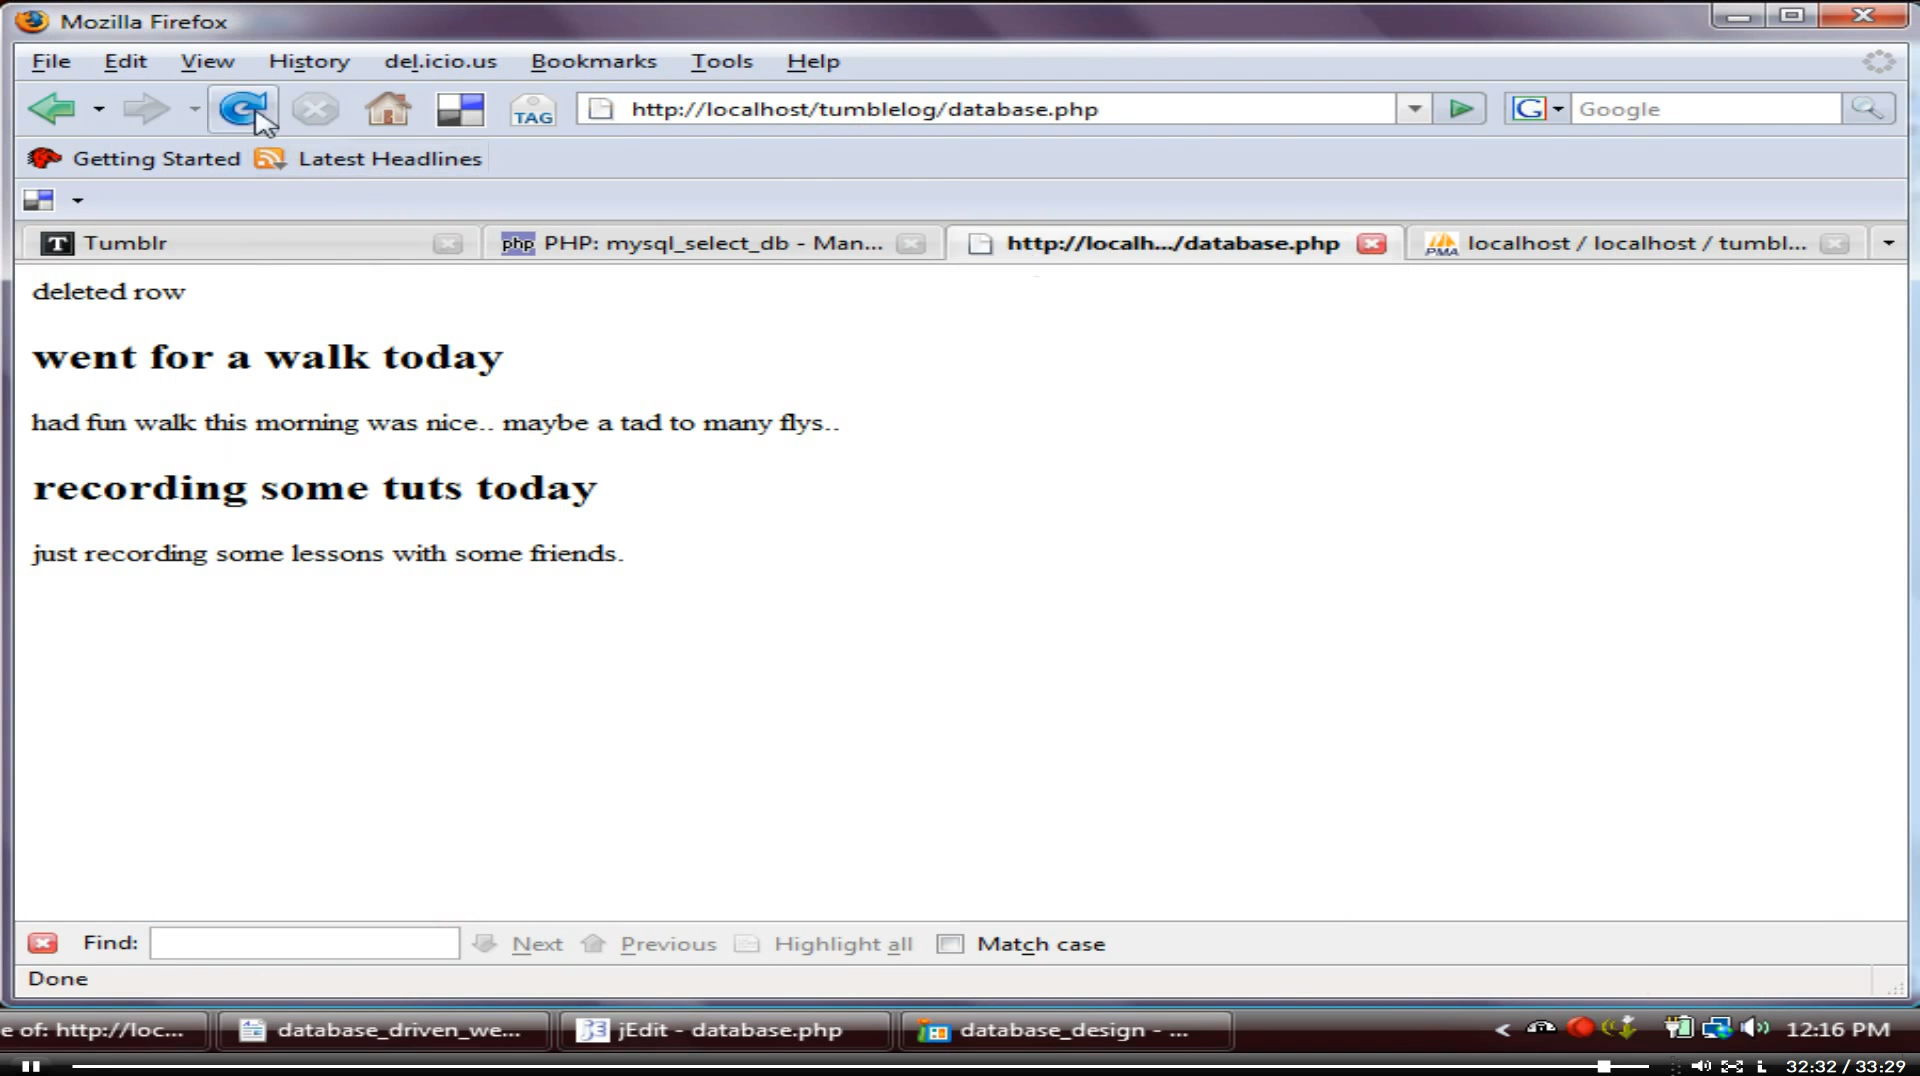 Mozilla Firefox
File Edit View History del.icio.us Bookmarks Tools Help
TAG http://localhost/tumblelog/database.php G Google
Getting Started Latest Headlines
T Tumblr php PHP: mysql_select_db - Man... http://localh.../database.php PMA localhost / localhost / tumbl...
deleted row
went for a walk today
had fun walk this morning was nice.. maybe a tad to many flys..
recording some tuts today
just recording some lessons with some friends.
Find: Next Previous Highlight all Match case
Done
e of: http://loc... database_driven_we... jEdit - database.php database_design - ... < 12:16 PM
L 32:32 / 33:29